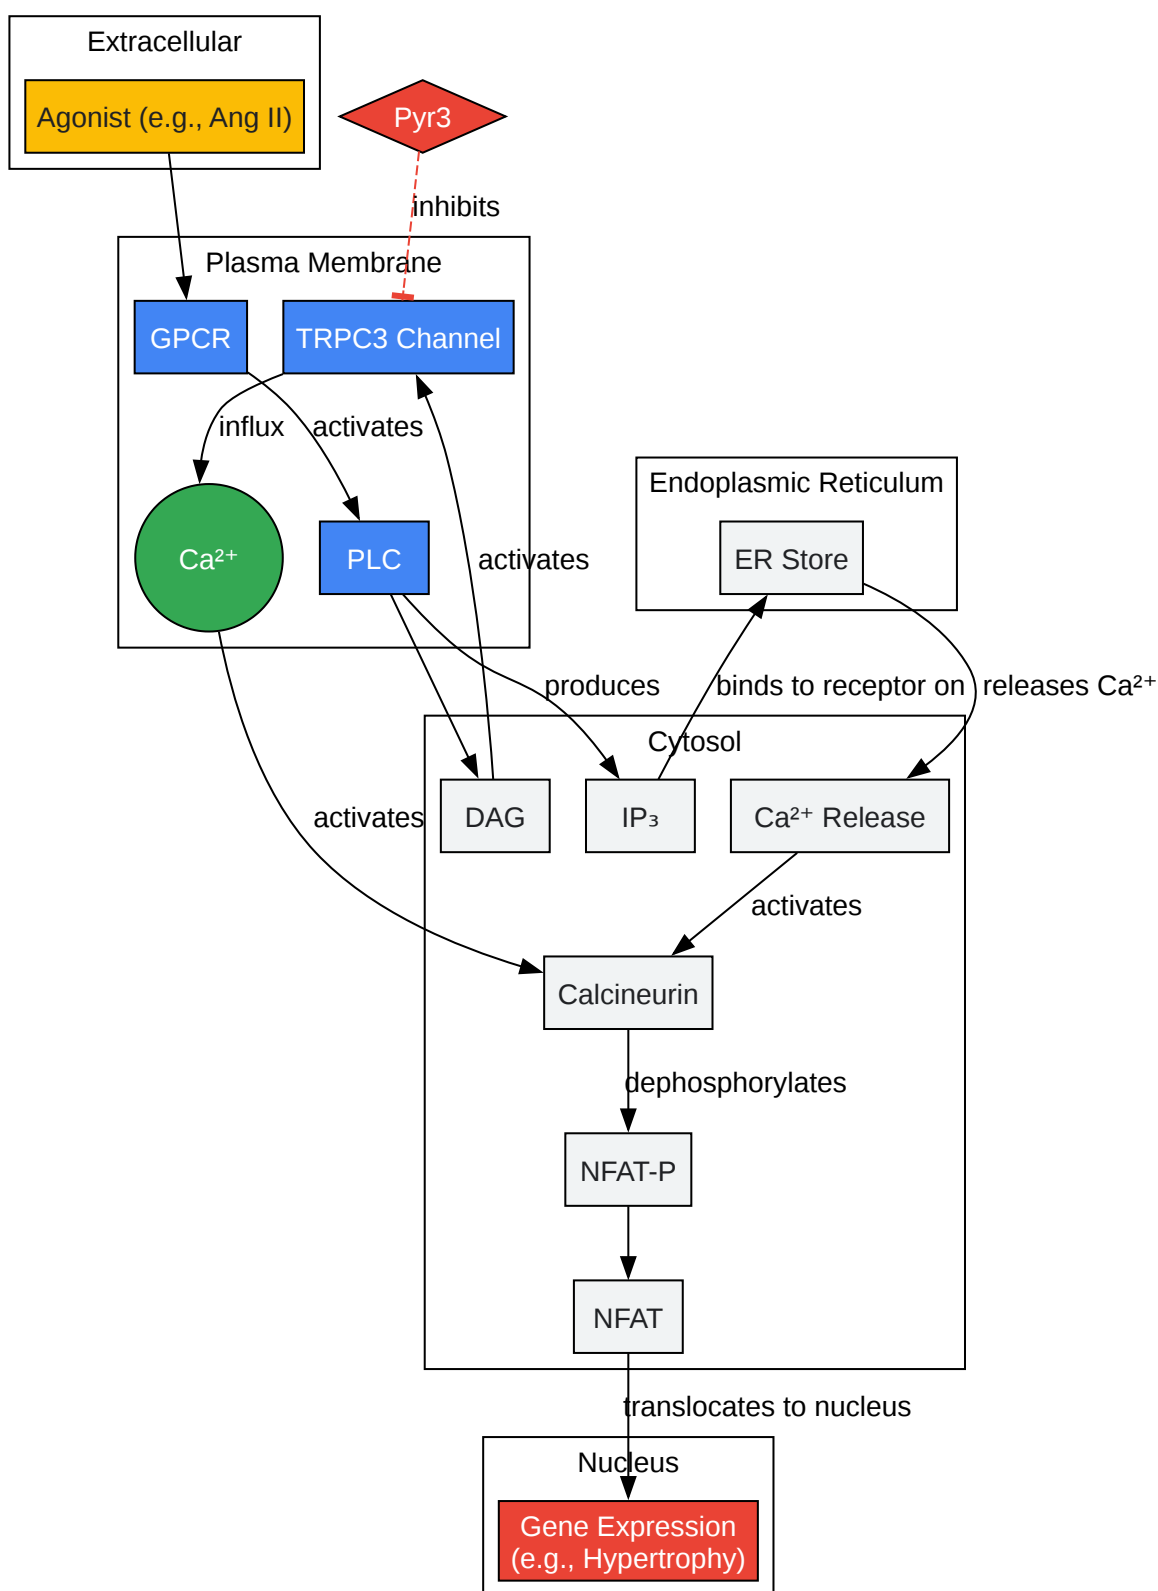 Extracellular
Agonist (e.g., Ang II)
Pyr3
inhibits
Plasma Membrane
GPCR
TRPC3 Channel
influx
activates
Ca²⁺
PLC
activates
Endoplasmic Reticulum
ER Store
produces
binds to receptor on
releases Ca²⁺
Cytosol
activates
DAG
IP₃
Ca²⁺ Release
activates
Calcineurin
dephosphorylates
NFAT-P
NFAT
translocates to nucleus
Nucleus
Gene Expression
(e.g., Hypertrophy)